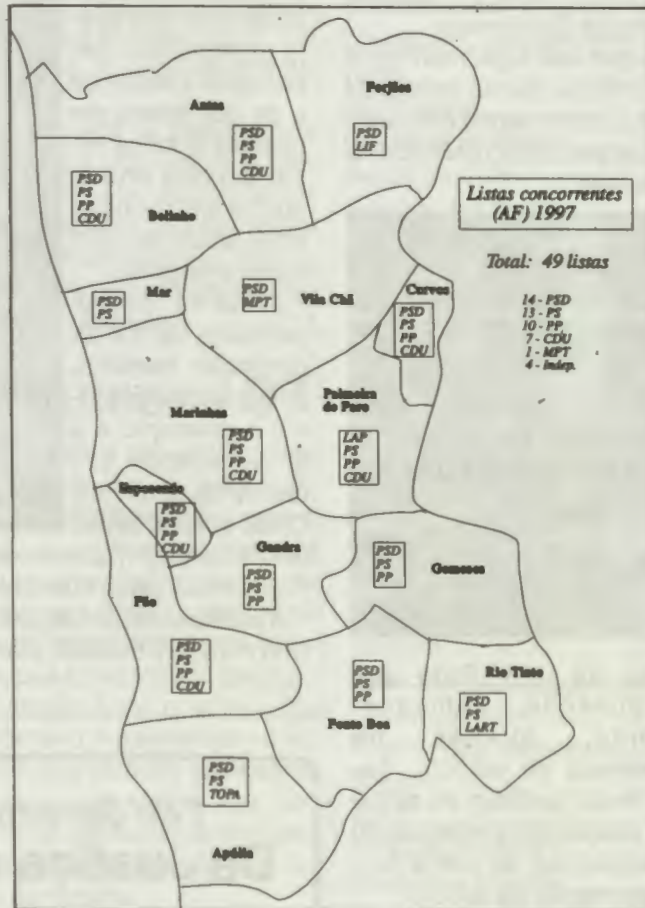 Antas
PSD
PS
PP
CDU
Forjães
PSD
LIF
Listas concorrentes
(AF) 1997
Total: 49 listas
14 - PSD
13 - PS
10 - PP
7 - CDU
1 - MPT
4 - Indep.
PSD
PS
PP
CDU
Belinho
Mar
PSD
PS
PSD
MPT
Vila Chã
Curvos
PSD
PS
PP
CDU
Marinhas
PSD
PS
PP
CDU
Palmeira
do Faro
LAP
PS
PP
CDU
Esposende
PSD
PS
PP
CDU
Gandra
PSD
PS
PP
PSD
PS
PP
Gemeses
Fão
PSD
PS
PP
CDU
PSD
PS
PP
Fonte Boa
Rio Tinto
PSD
PS
LART
PSD
PS
TOPA
Apúlia